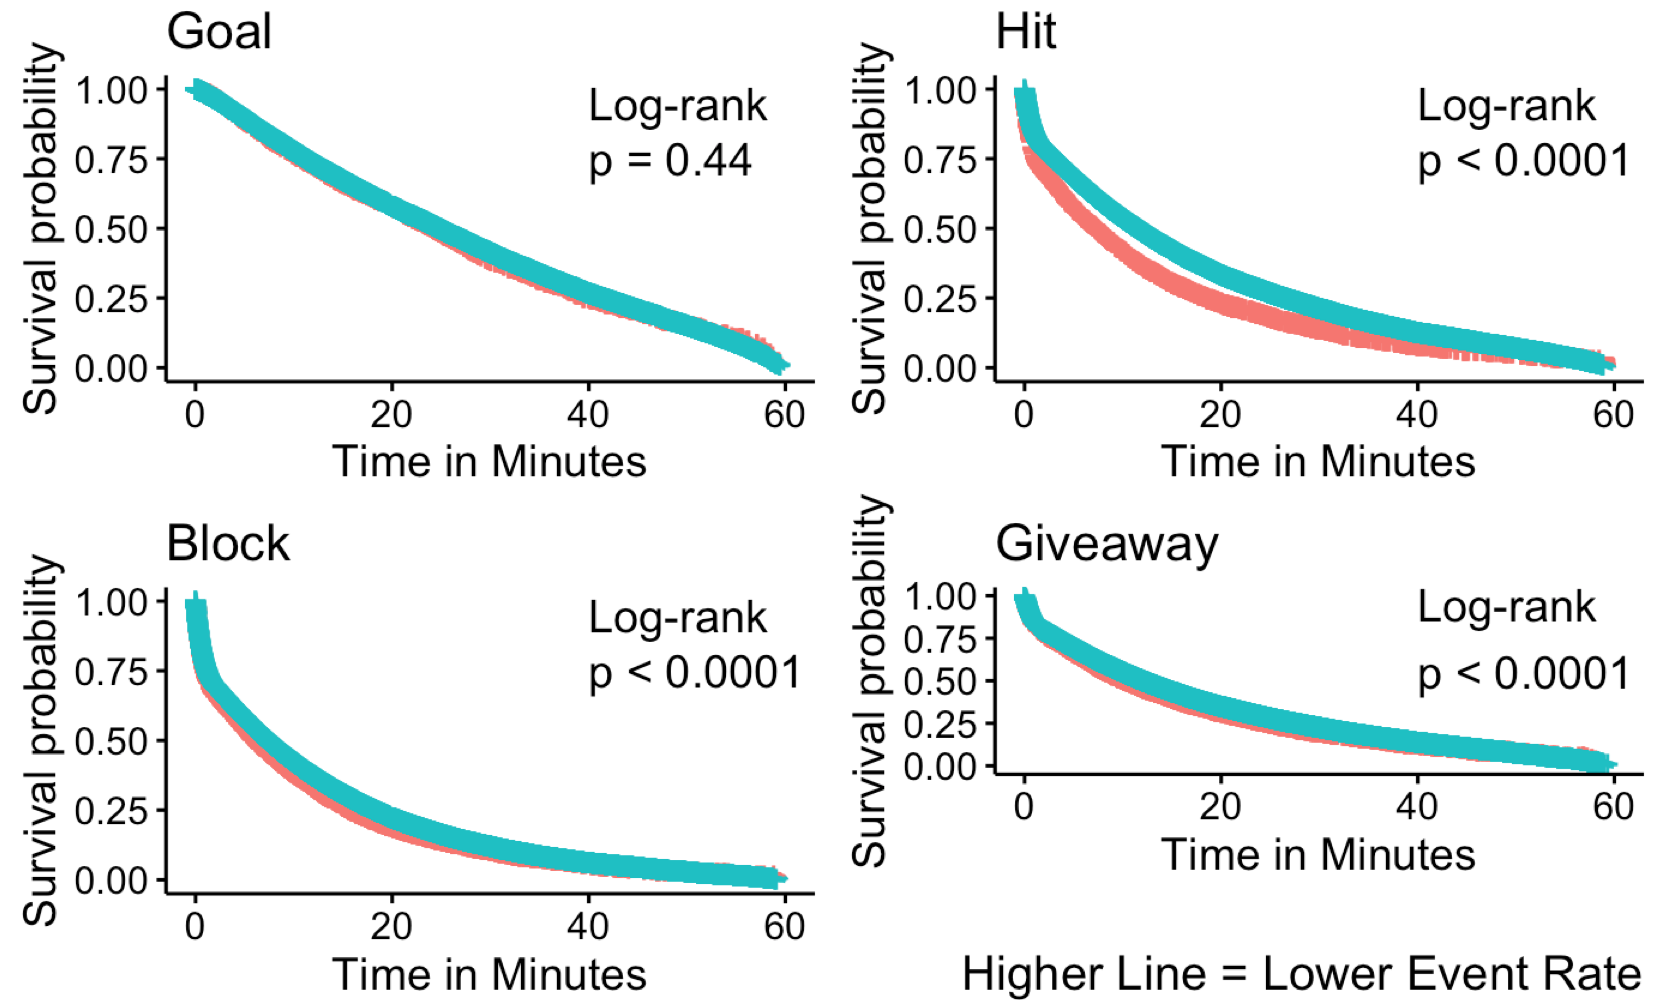 Goal
Survival probability
1.00
0.75
0.50
0.25
0.00
Log-rank
p = 0.44
0 20 40 60
Time in Minutes
Hit
Survival probability
1.00
0.75
0.50
0.25
0.00
Log-rank
p < 0.0001
0 20 40 60
Time in Minutes
Block
Survival probability
1.00
0.75
0.50
0.25
0.00
Log-rank
p < 0.0001
0 20 40 60
Time in Minutes
Giveaway
Survival probability
1.00
0.75
0.50
0.25
0.00
Log-rank
p < 0.0001
0 20 40 60
Time in Minutes
Higher Line = Lower Event Rate